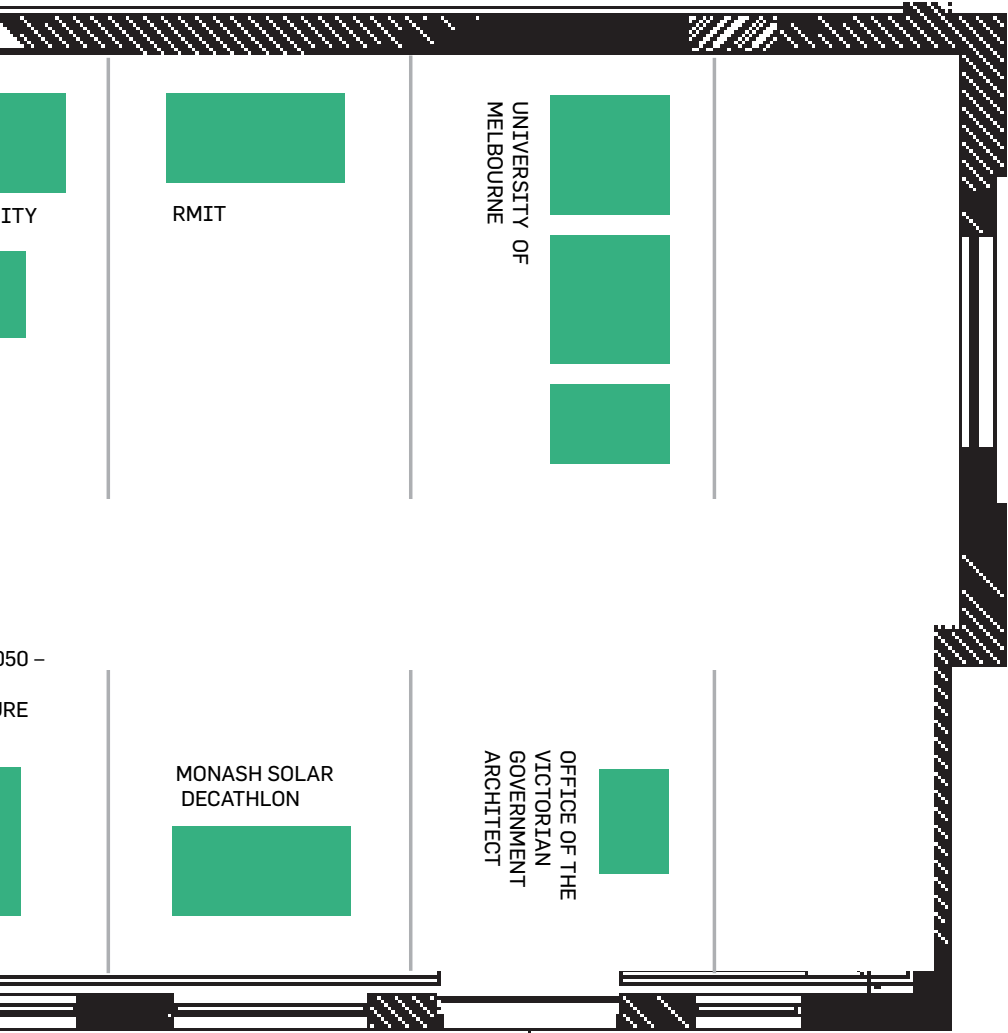 ITY
RMIT
UNIVERSITY OF
MELBOURNE
050 –
URE
MONASH SOLAR
DECATHLON
OFFICE OF THE
VICTORIAN
GOVERNMENT
ARCHITECT